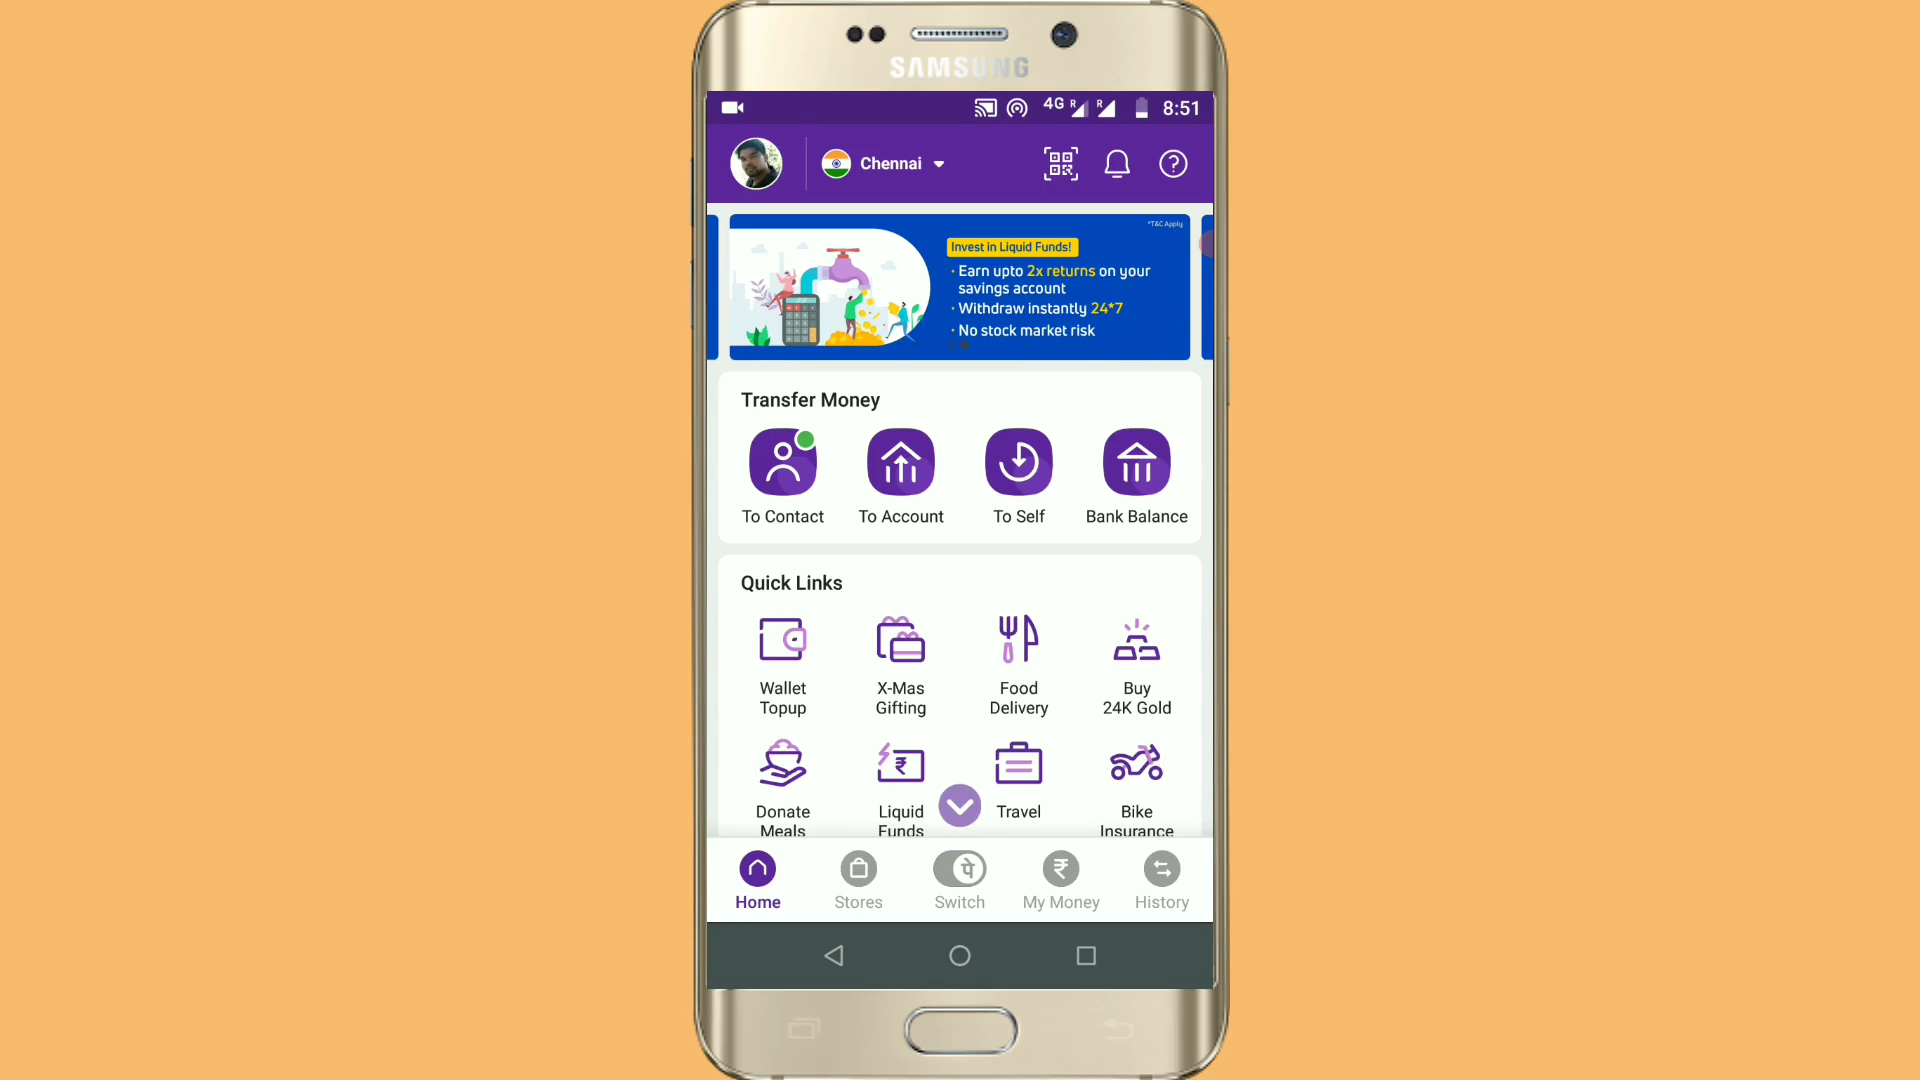 SAMSUNG
4G R R 8:51
Chennai
*T&C Apply
Invest in Liquid Funds!
· Earn upto 2x returns on your
savings account
· Withdraw instantly 24*7
· No stock market risk
Transfer Money
To Contact To Account To Self Bank Balance
Quick Links
Wallet X-Mas Food Buy
Topup Gifting Delivery 24K Gold
₹
Donate Liquid Travel Bike
Meals Funds Insurance
पे ₹
Home Stores Switch My Money History